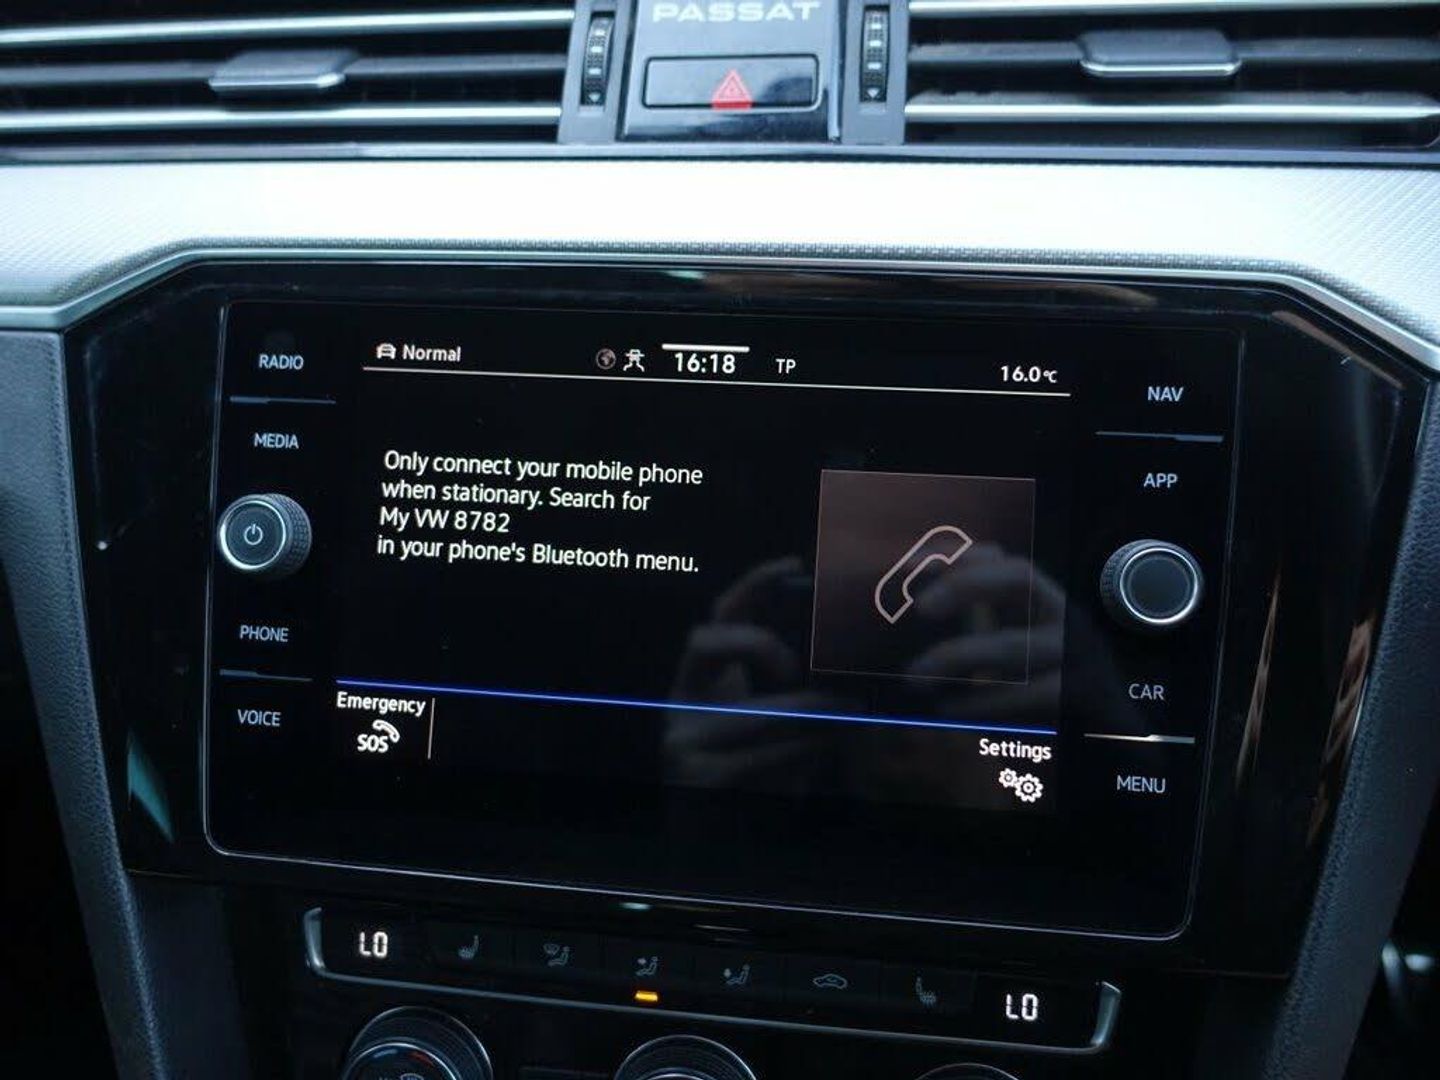 PASSAT
RADIO
MEDIA
PHONE
VOICE
Normal
16:18
TP
16.0°C
Only connect your mobile phone
when stationary. Search for
My VW 8782
in your phone's Bluetooth menu.
Emergency
SOS
Settings
NAV
APP
CAR
MENU
LO
LO